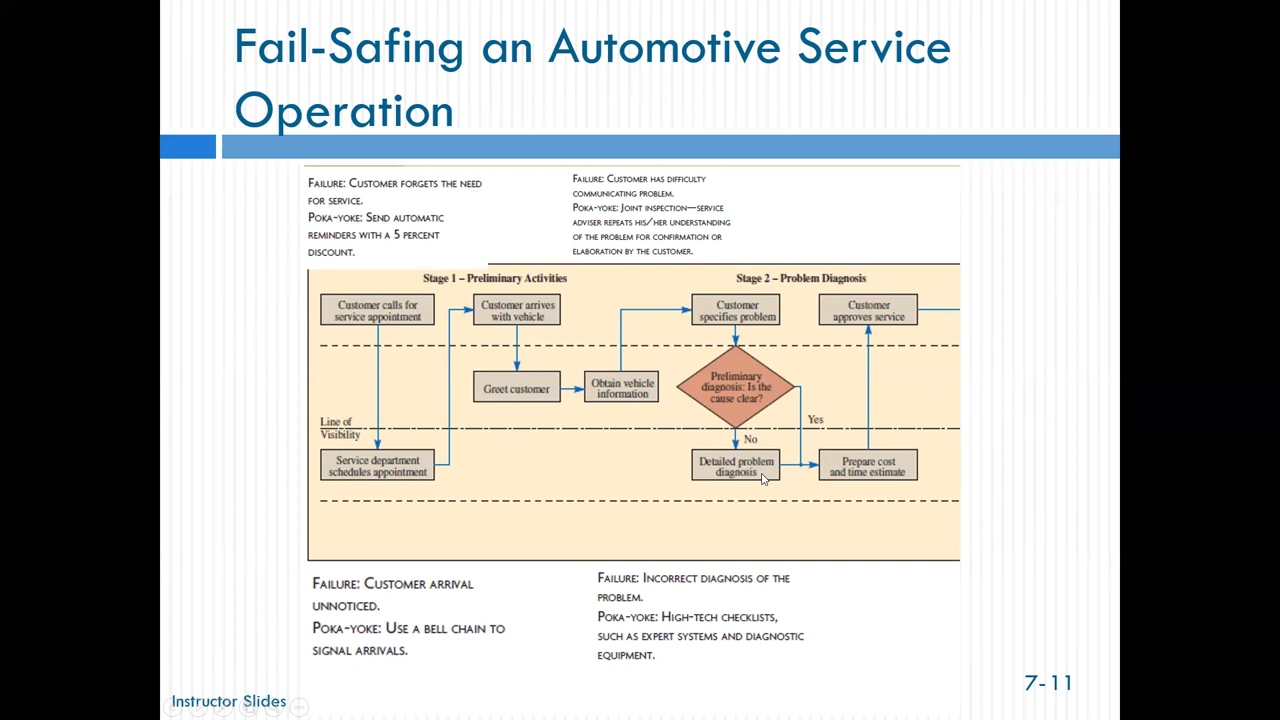 Fail-Safing an Automotive Service
Operation
Failure: Customer forgets the need
for service.
Poka-yoke: Send automatic
reminders with a 5 percent
discount.
Failure: Customer has difficulty
communicating problem.
Poka-yoke: Joint inspection—service
adviser repeats his/her understanding
of the problem for confirmation or
elaboration by the customer.
Stage 1 – Preliminary Activities
Stage 2 – Problem Diagnosis
Customer calls for
service appointment
Customer arrives
with vehicle
Customer
specifies problem
Customer
approves service
Greet customer
Obtain vehicle
information
Preliminary
diagnosis: Is the
cause clear?
Yes
Line of
Visibility
No
Service department
schedules appointment
Detailed problem
diagnosis
Prepare cost
and time estimate
Failure: Customer arrival
unnoticed.
Poka-yoke: Use a bell chain to
signal arrivals.
Failure: Incorrect diagnosis of the
problem.
Poka-yoke: High-tech checklists,
such as expert systems and diagnostic
equipment.
7-11
Instructor Slides